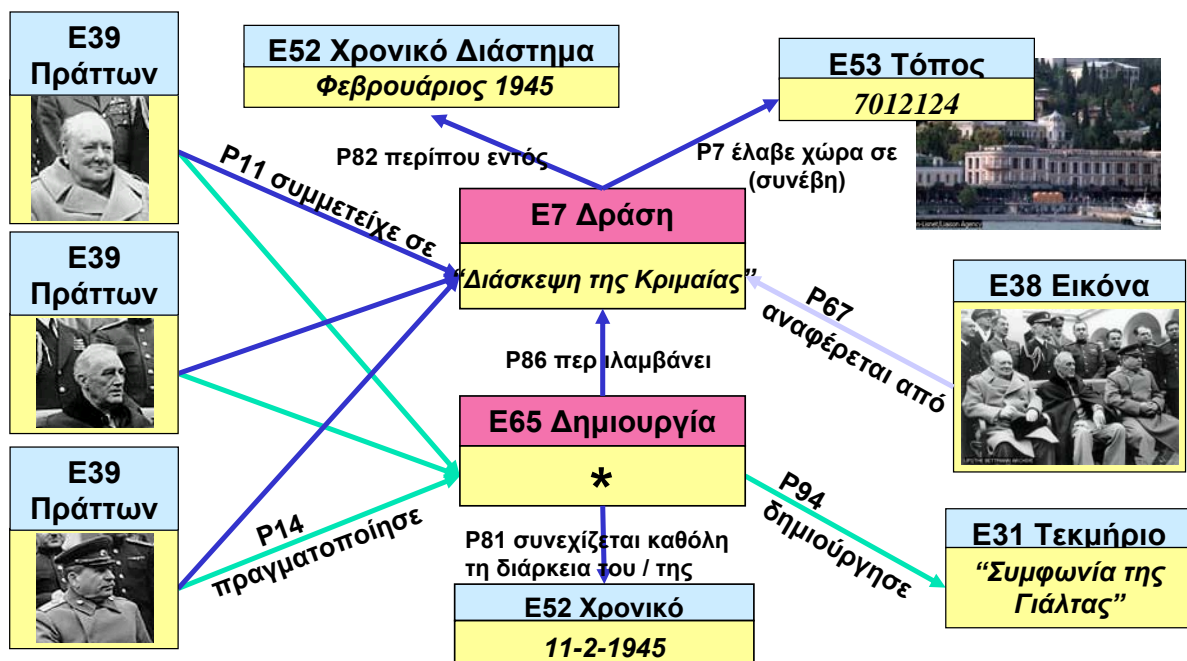 E39
Πράττων
E52 Χρονικό Διάστημα
Φεβρουάριος 1945
E53 Τόπος
7012124
P82 περίπου εντός
P7 έλαβε χώρα σε
(συνέβη)
P11 συμμετείχε σε
E7 Δράση
“Διάσκεψη της Κριμαίας”
E39
Πράττων
P67
αναφέρεται από
E38 Εικόνα
P86 περ ιλαμβάνει
E65 Δημιουργία
*
E39
Πράττων
P14
πραγματοποίησε
P94
δημιούργησε
P81 συνεχίζεται καθόλη
τη διάρκεια του / της
E52 Χρονικό
11-2-1945
E31 Τεκμήριο
“Συμφωνία της
Γιάλτας”